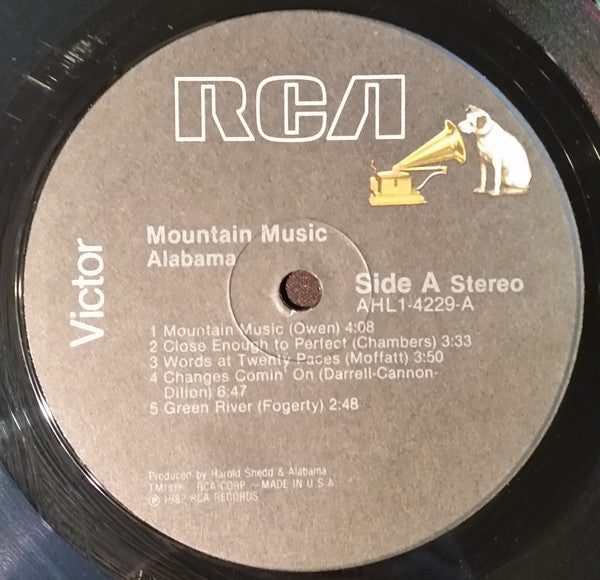 RCA
Victor
Mountain Music
Alabama
Side A Stereo
AHL1-4229-A
1 Mountain Music (Owen) 4:08
2 Close Enough to Perfect (Chambers) 3:33
3 Words at Twenty Paces (Moffatt) 3:50
4 Changes Comin' On (Darrell-Cannon-
Dillon) 6:47
5 Green River (Fogerty) 2:48
Produced by Harold Shedd & Alabama
RCA CORP.—MADE IN U.S.A.
℗ 1982 RCA RECORDS